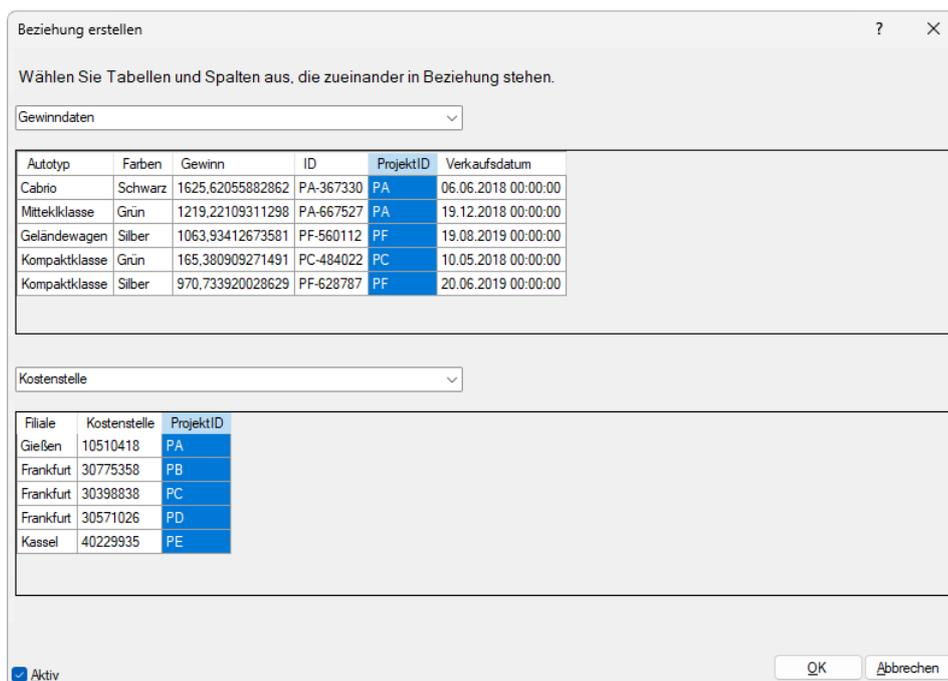 Beziehung erstellen ? ×
Wählen Sie Tabellen und Spalten aus, die zueinander in Beziehung stehen.
Gewinndaten
Autotyp Farben Gewinn ID ProjektID Verkaufsdatum
Cabrio Schwarz 1625,62055882862 PA-367330 PA 06.06.2018 00:00:00
Mitteklklasse Grün 1219,22109311298 PA-667527 PA 19.12.2018 00:00:00
Geländewagen Silber 1063,93412673581 PF-560112 PF 19.08.2019 00:00:00
Kompaktklasse Grün 165,380909271491 PC-484022 PC 10.05.2018 00:00:00
Kompaktklasse Silber 970,733920028629 PF-628787 PF 20.06.2019 00:00:00
Kostenstelle
Filiale Kostenstelle ProjektID
Gießen 10510418 PA
Frankfurt 30775358 PB
Frankfurt 30398838 PC
Frankfurt 30571026 PD
Kassel 40229935 PE
Aktiv OK Abbrechen